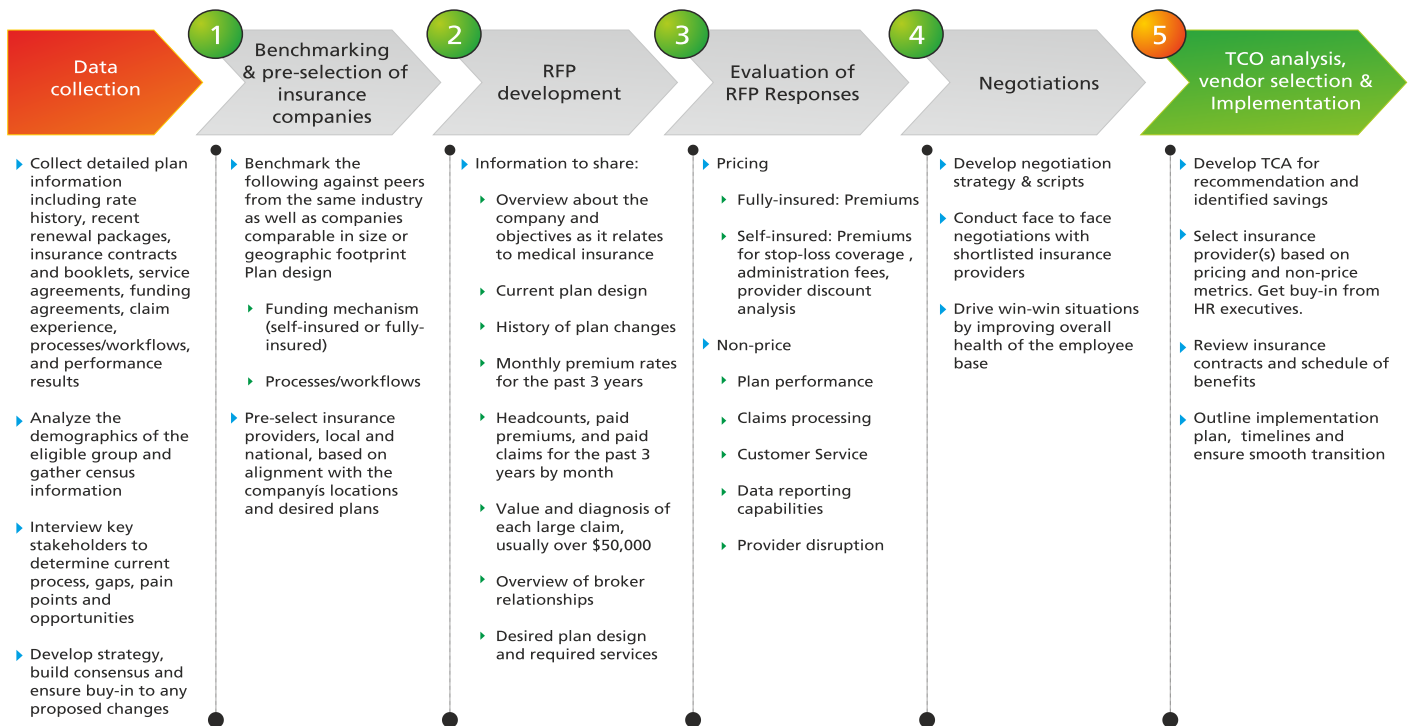 1
2
3
4
5
Data
collection
Benchmarking
& pre-selection of
insurance
companies
RFP
development
Evaluation of
RFP Responses
Negotiations
TCO analysis,
vendor selection &
Implementation
Collect detailed plan
information
including rate
history, recent
renewal packages,
insurance contracts
and booklets, service
agreements, funding
agreements, claim
experience,
processes/workflows,
and performance
results
Analyze the
demographics of the
eligible group and
gather census
information
Interview key
stakeholders to
determine current
process, gaps, pain
points and
opportunities
Develop strategy,
build consensus and
ensure buy-in to any
proposed changes
Benchmark the
following against peers
from the same industry
as well as companies
comparable in size or
geographic footprint
Plan design
Funding mechanism
(self-insured or fully-
insured)
Processes/workflows
Pre-select insurance
providers, local and
national, based on
alignment with the
companyís locations
and desired plans
Information to share:
Overview about the
company and
objectives as it relates
to medical insurance
Current plan design
History of plan changes
Monthly premium rates
for the past 3 years
Headcounts, paid
premiums, and paid
claims for the past 3
years by month
Value and diagnosis of
each large claim,
usually over $50,000
Overview of broker
relationships
Desired plan design
and required services
Pricing
Fully-insured: Premiums
Self-insured: Premiums
for stop-loss coverage ,
administration fees,
provider discount
analysis
Non-price
Plan performance
Claims processing
Customer Service
Data reporting
capabilities
Provider disruption
Develop negotiation
strategy & scripts
Conduct face to face
negotiations with
shortlisted insurance
providers
Drive win-win situations
by improving overall
health of the employee
base
Develop TCA for
recommendation and
identified savings
Select insurance
provider(s) based on
pricing and non-price
metrics. Get buy-in from
HR executives.
Review insurance
contracts and schedule of
benefits
Outline implementation
plan,  timelines and
ensure smooth transition